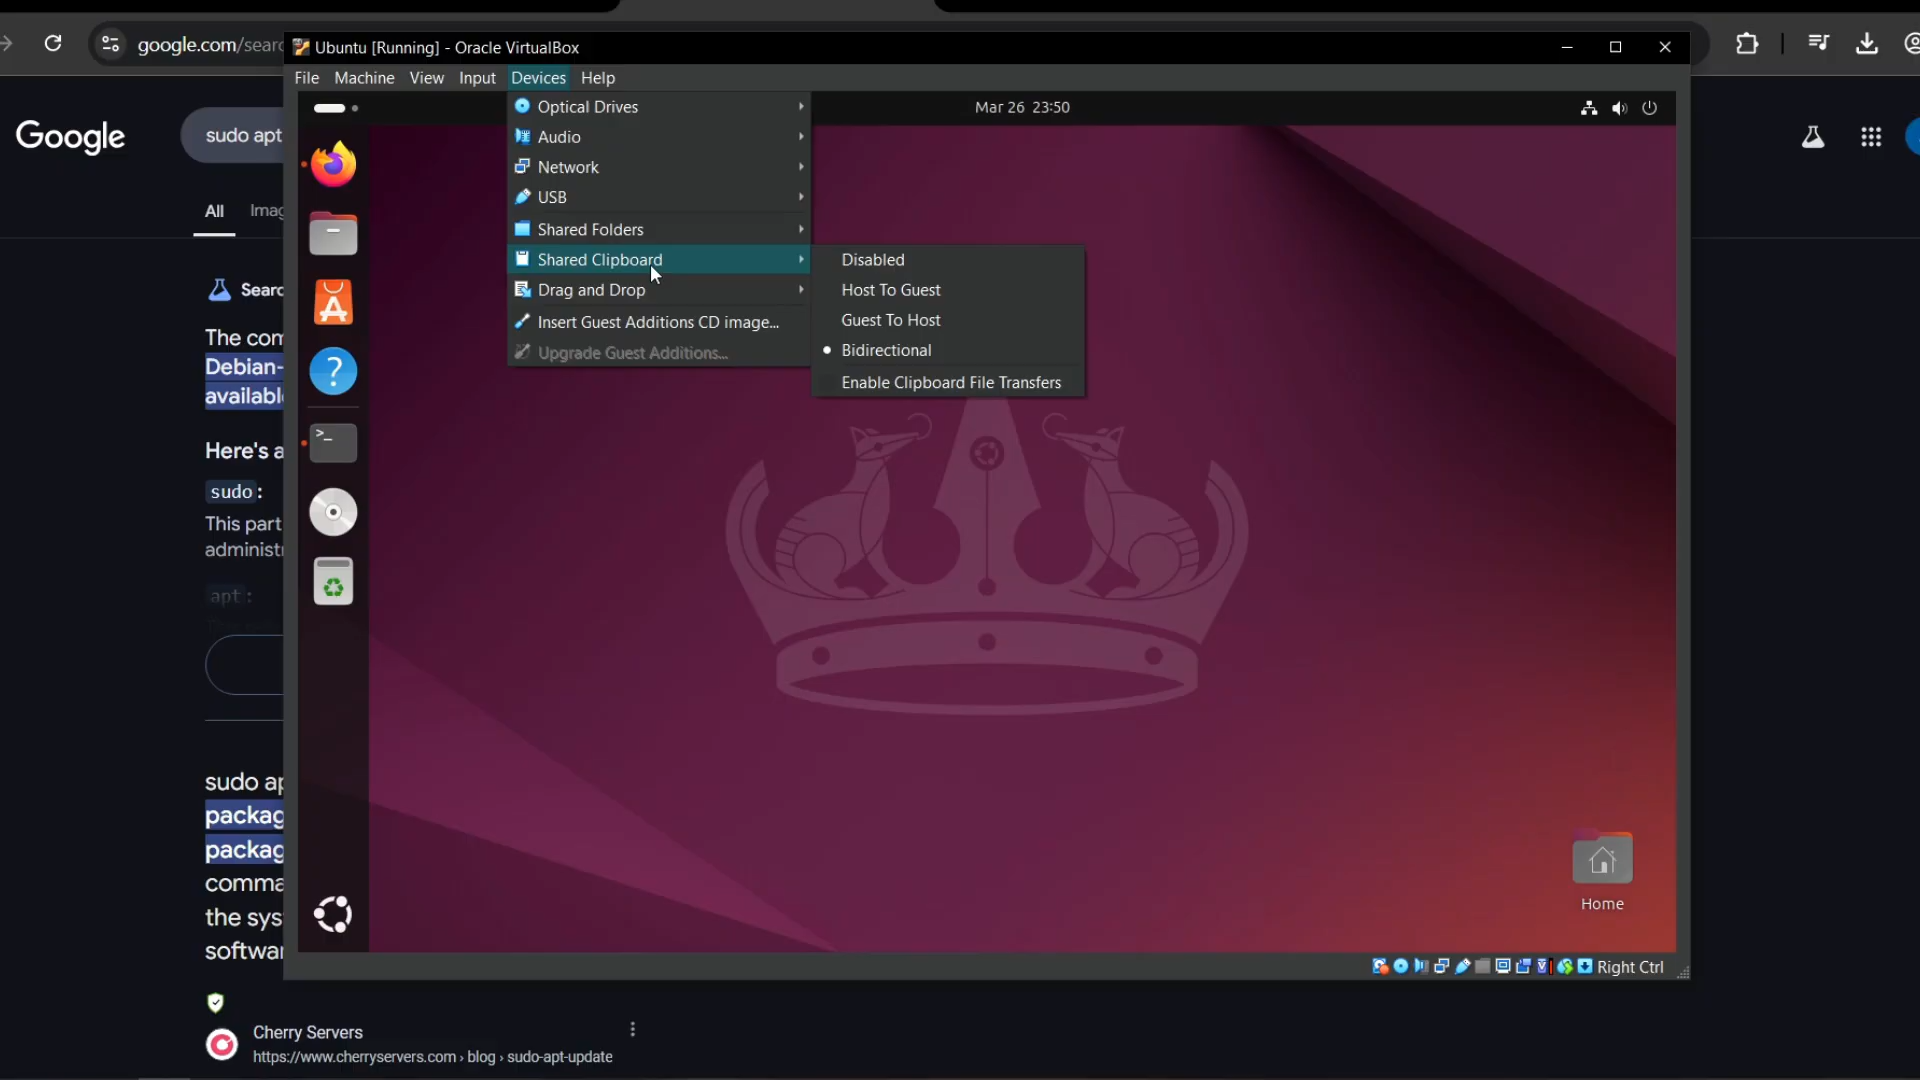 google.com/searc
Ubuntu [Running] - Oracle VirtualBox
File Machine View Input Devices Help
Mar 26 23:50
Google
sudo apt
All Imag
Optical Drives
Audio
Network
USB
Shared Folders
Shared Clipboard
Drag and Drop
Insert Guest Additions CD image...
Upgrade Guest Additions...
Disabled
Host To Guest
Guest To Host
Bidirectional
Enable Clipboard File Transfers
Searc
The com
Debian-
availabl
Here's a
sudo:
This part
administ
apt:
sudo ap
packag
packag
comma
the sys
softwar
Home
Right Ctrl
Cherry Servers
https://www.cherryservers.com › blog › sudo-apt-update